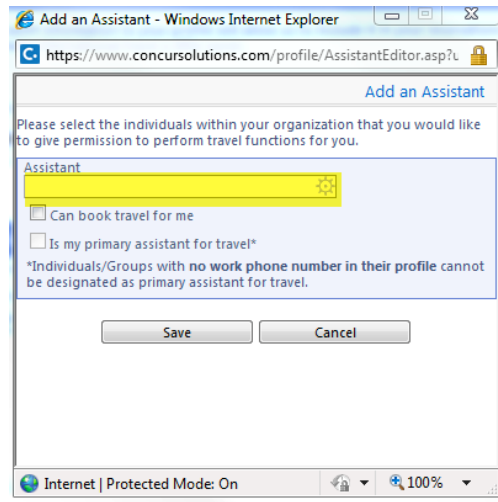 Add an Assistant - Windows Internet Explorer
https://www.concursolutions.com/profile/AssistantEditor.asp?u
Add an Assistant
Please select the individuals within your organization that you would like
to give permission to perform travel functions for you.
Assistant
Can book travel for me
Is my primary assistant for travel*
*Individuals/Groups with no work phone number in their profile cannot
be designated as primary assistant for travel.
Save Cancel
Internet | Protected Mode: On 100%